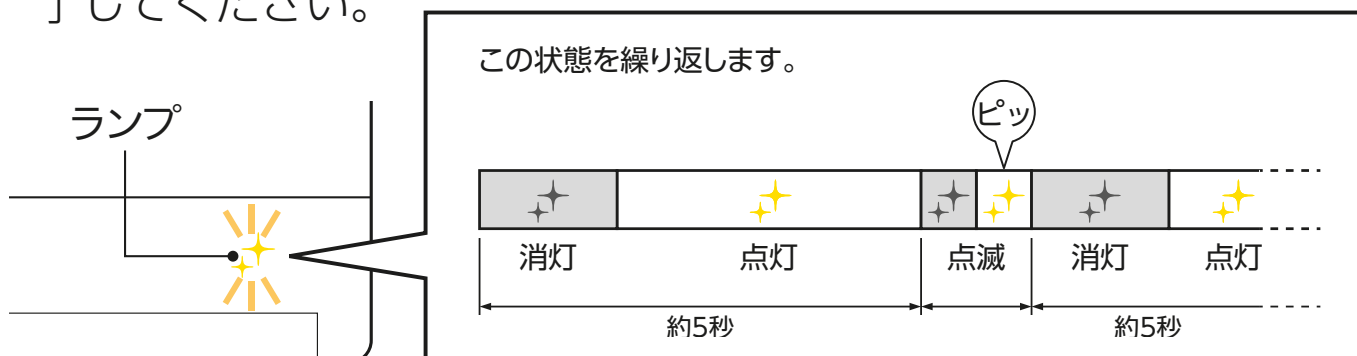 了してください。
この状態を繰り返します。
ランプ
ピッ
消灯 点灯 点滅 消灯 点灯
約5秒 約5秒